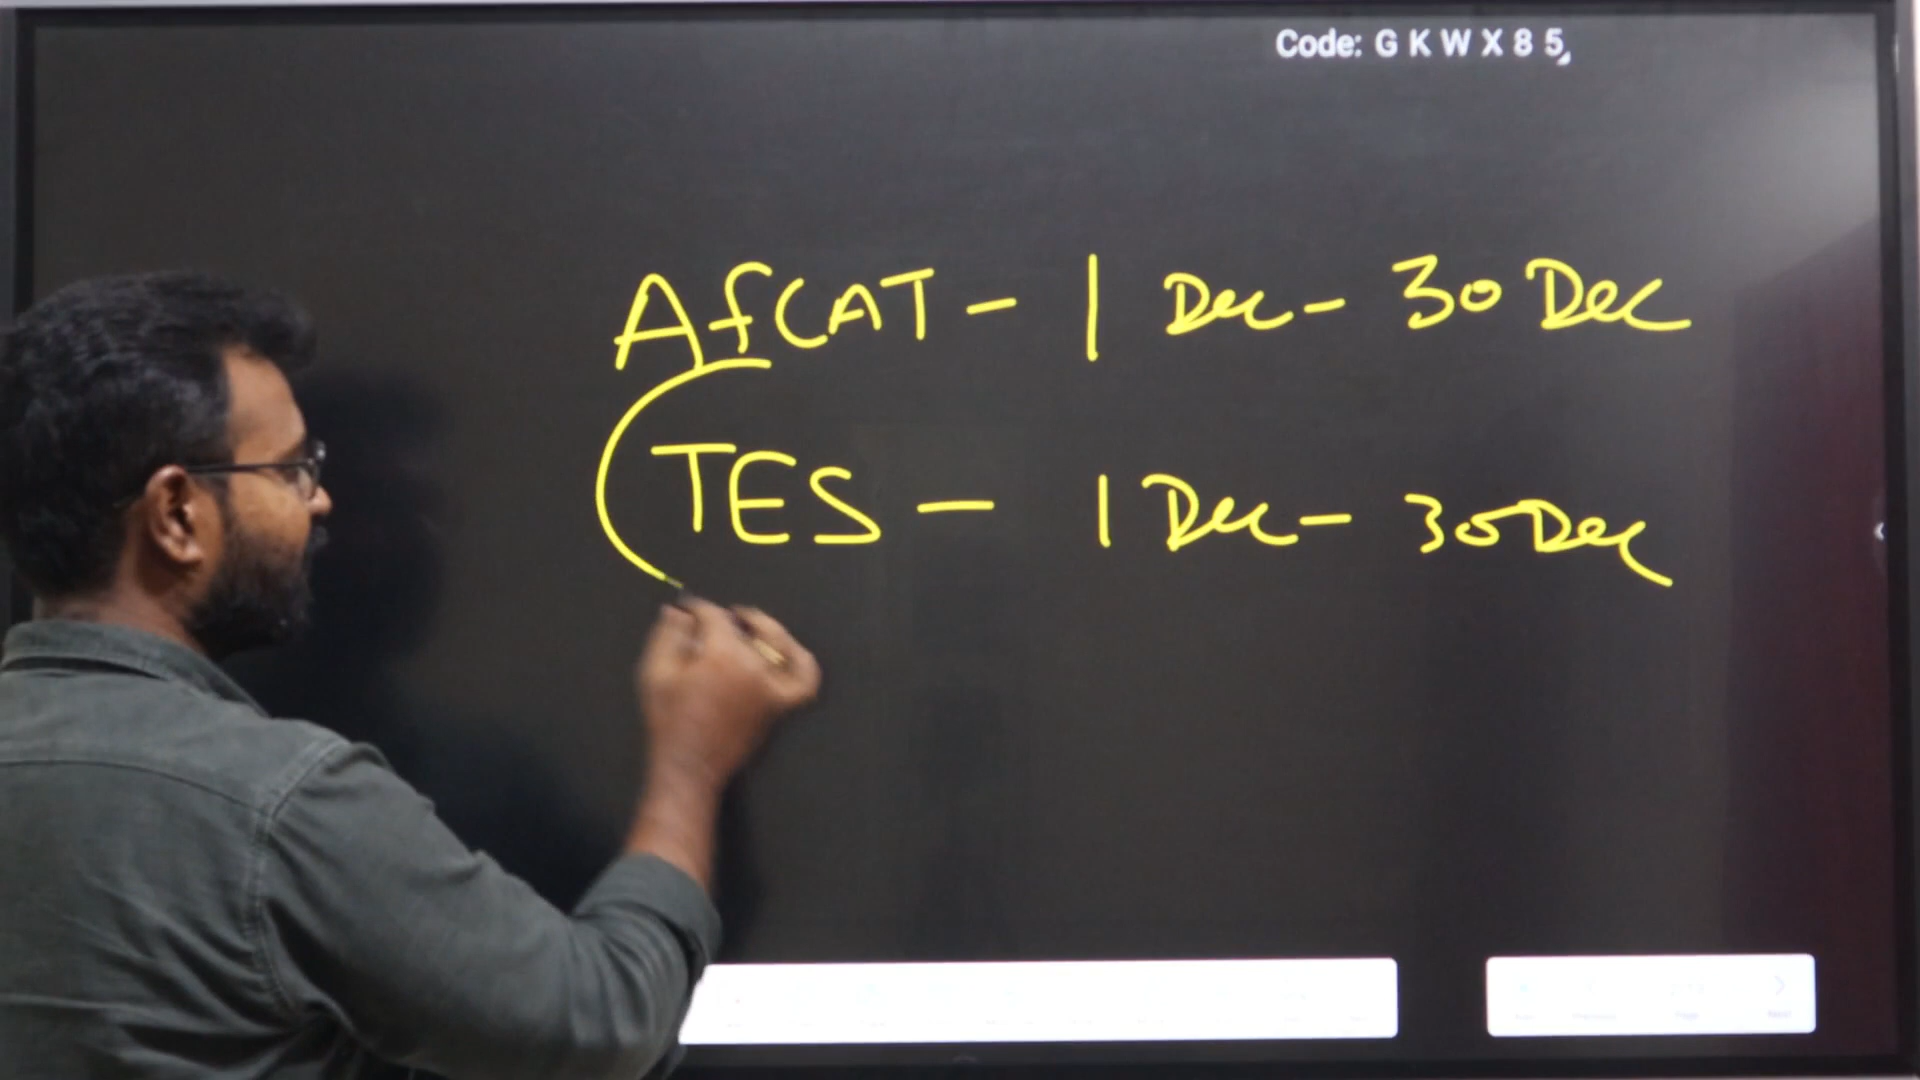 Code: G K W X 8 5
AfCAT - 1 Dec - 30 Dec
TES - 1 Dec - 30 Dec